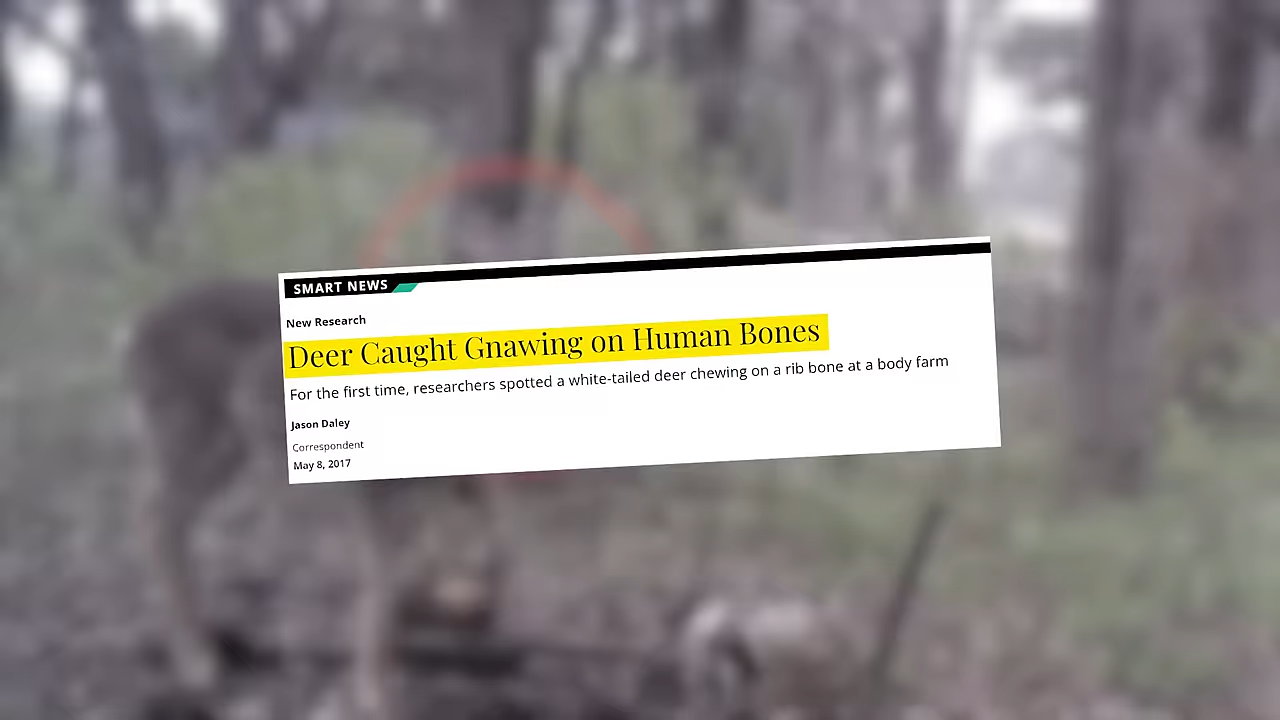 SMART NEWS
New Research
Deer Caught Gnawing on Human Bones
For the first time, researchers spotted a white-tailed deer chewing on a rib bone at a body farm
Jason Daley
Correspondent
May 8, 2017